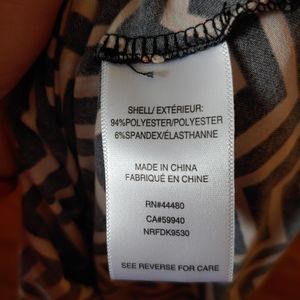 SHELL/ EXTÉRIEUR:
94%POLYESTER/POLYESTER
6%SPANDEX/ÉLASTHANNE
MADE IN CHINA
FABRIQUÉ EN CHINE
RN#44480
CA#59940
NRFDK9530
SEE REVERSE FOR CARE